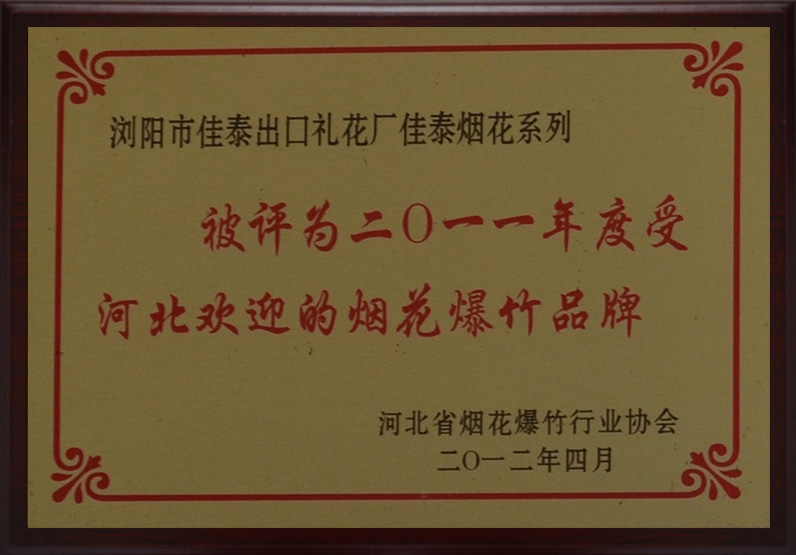 浏阳市佳泰出口礼花厂佳泰烟花系列
被评为二〇一一年度受
河北欢迎的烟花爆竹品牌
河北省烟花爆竹行业协会
二〇一二年四月